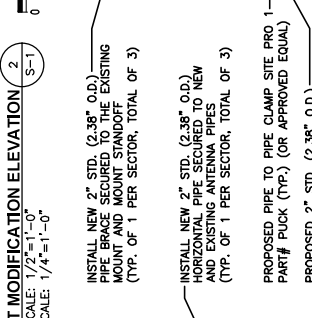 T MODIFICATION ELEVATION
2
S-1
CALE: 1/2"=1'-0"
CALE: 1/4"=1'-0"
0
INSTALL NEW 2" STD. (2.38" O.D.)
PIPE BRACE SECURED TO THE EXISTING
MOUNT AND MOUNT STANDOFF
(TYP. OF 1 PER SECTOR, TOTAL OF 3)
INSTALL NEW 2" STD. (2.38" O.D.)
HORIZONTAL PIPE SECURED TO NEW
AND EXISTING ANTENNA PIPES
(TYP. OF 1 PER SECTOR, TOTAL OF 3)
PROPOSED PIPE TO PIPE CLAMP SITE PRO 1
PART# PUCK (TYP.) (OR APPROVED EQUAL)
PROPOSED 2" STD. (2.38" O.D.)